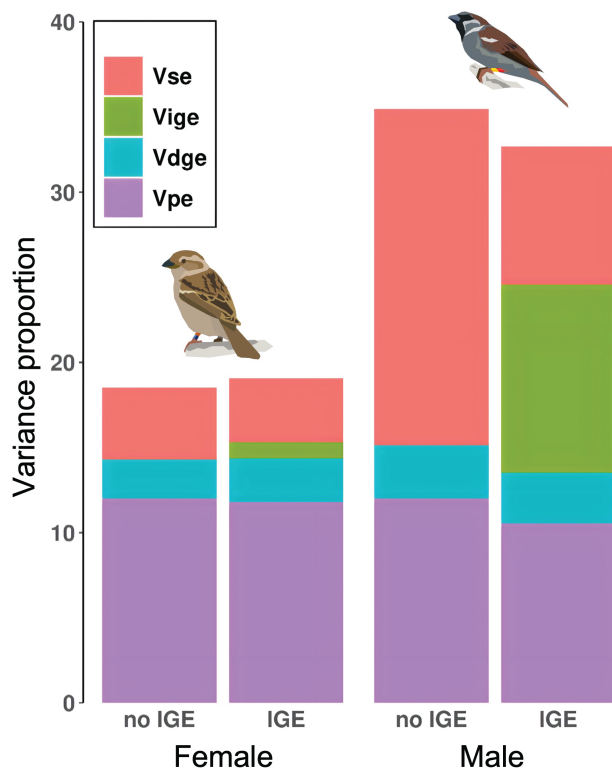 40
30
20
10
0
Variance proportion
Vse
Vige
Vdge
Vpe
no IGE
IGE
no IGE
IGE
Female
Male